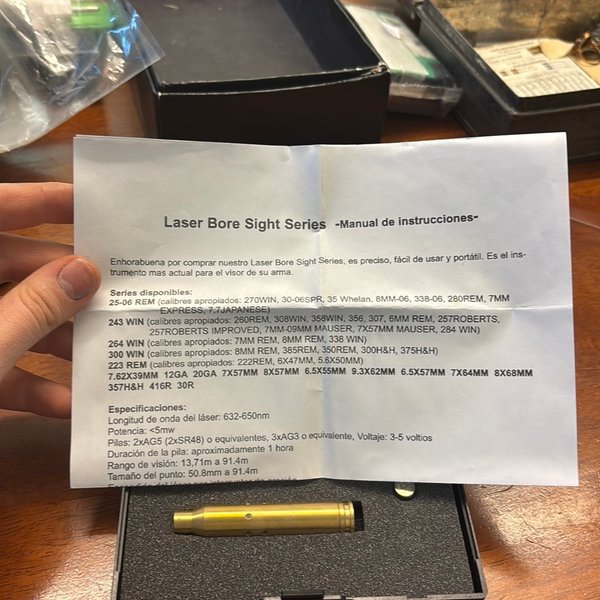 Laser Bore Sight Series -Manual de instrucciones-
Enhorabuena por comprar nuestro Laser Bore Sight Series, es preciso, fácil de usar y portátil. Es el ins-
trumento mas actual para el visor de su arma.
Series disponibles:
25-06 REM (calibres apropiados: 270WIN, 30-06SPR, 35 Whelan, 8MM-06, 338-06, 280REM, 7MM
EXPRESS, 7.7JAPANESE)
243 WIN (calibres apropiados: 260REM, 308WIN, 358WIN, 356, 307, 6MM REM, 257ROBERTS,
257ROBERTS IMPROVED, 7MM-09MM MAUSER, 7X57MM MAUSER, 284 WIN)
264 WIN (calibres apropiados: 7MM REM, 8MM REM, 338 WIN)
300 WIN (calibres apropiados: 8MM REM, 385REM, 350REM, 300H&H, 375H&H)
223 REM (calibres apropiados: 222REM, 6X47MM, 5.6X50MM)
7.62X39MM 12GA 20GA 7X57MM 8X57MM 6.5X55MM 9.3X62MM 6.5X57MM 7X64MM 8X68MM
357H&H 416R 30R
Especificaciones:
Longitud de onda del láser: 632-650nm
Potencia: <5mw
Pilas: 2xAG5 (2xSR48) o equivalentes, 3xAG3 o equivalente, Voltaje: 3-5 voltios
Duración de la pila: aproximadamente 1 hora
Rango de visión: 13,71m a 91.4m
Tamaño del punto: 50.8mm a 91.4m